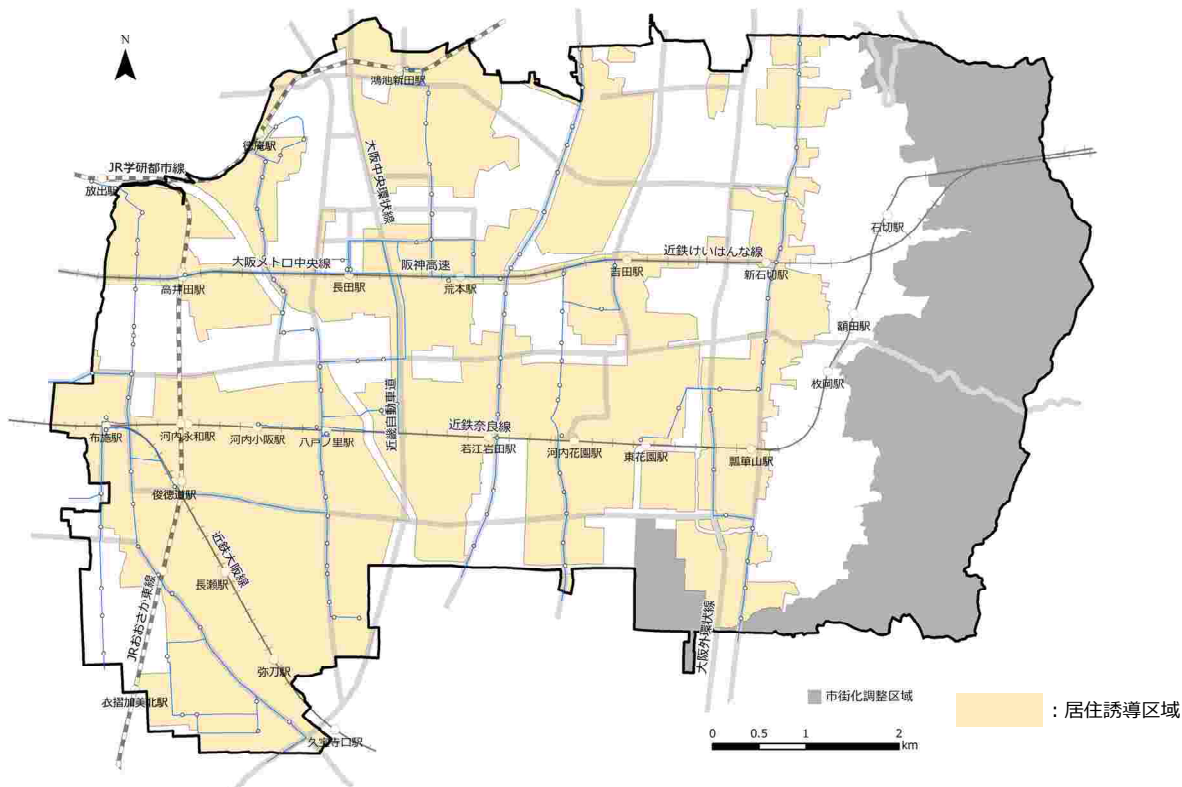 N
鴻池新田駅
徳庵駅
JR学研都市線
放出駅
大阪中央環状線
石切駅
近鉄けいはんな線
大阪メトロ中央線
阪神高速
吉田駅
新石切駅
高井田駅
長田駅
荒本駅
額田駅
枚岡駅
近畿自動車道
近鉄奈良線
布施駅
河内永和駅
河内小阪駅
八戸ノ里駅
若江岩田駅
河内花園駅
東花園駅
瓢箪山駅
俊徳道駅
近鉄大阪線
長瀬駅
JRおおさか東線
大阪外環状線
弥刀駅
衣摺加美北駅
久宝寺口駅
市街化調整区域
：居住誘導区域
0 0.5 1 2
km